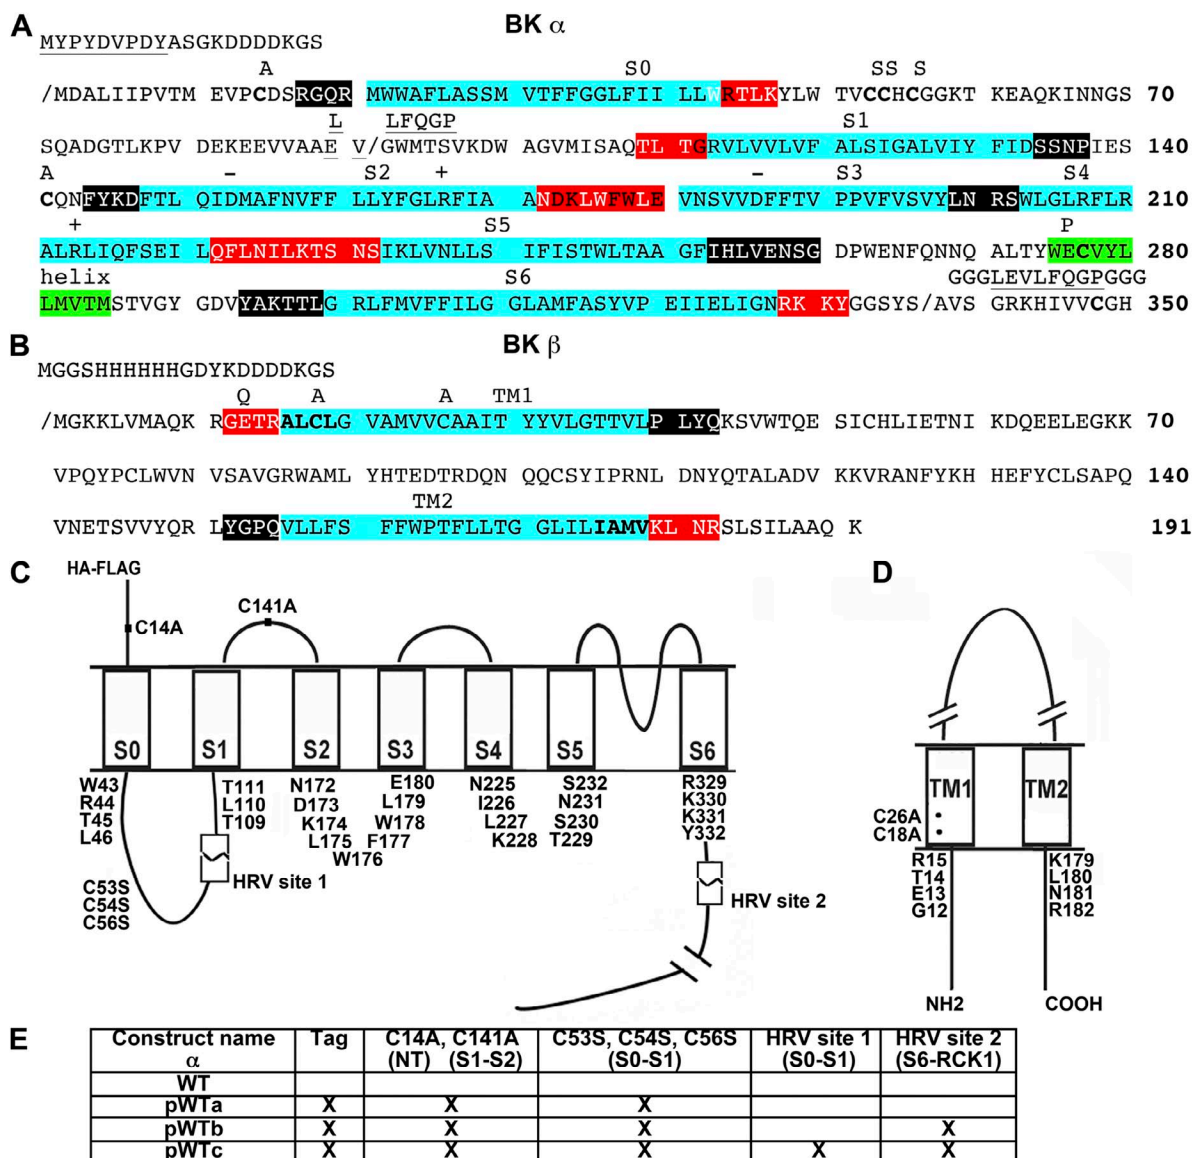 A BK α
MYPYDVPDYASGKDDDDKGS
A S0 SS S
/MDALIIPVTM EVPCDSRGQR MWWAFLASSM VTFFGGLFII LLWRTLKYLW TVCCHCGGKT KEAQKINNGS 70
L LFQGP S1
SQADGTLKPV DEKEEVVAAE V/GWMTSVKDW AGVMISAQTL TGRVLVVLVF ALSIGALVIY FIDSSNPIES 140
A – S2 + – S3 S4
CQNFYKDFTL QIDMAFNVFF LLYFGLRFIA ANDKLWFWLE VNSVVDFFTV PPVFVSVYLN RSWLGLRFLR 210
+ S5 P
ALRLIQFSEI LQFLNILKTS NSIKLVNLLS IFISTWLTAA GFIHLVENSG DPWENFQNNQ ALTYWECVYL 280
helix S6 GGGLEVLFQGPGGG
LMVTMSTVGY GDVYAKTTLG RLFMVFFILG GLAMFASYVP EIIELIGNRK KYGGSYS/AVS GRKHIVVCGH 350
B BK β
MGGSHHHHHHGDYKDDDDKGS
Q A A TM1
/MGKKLVMAQK RGETRALCLG VAMVVCAAIT YYVLGTTVLP LYQKSVWTQE SICHLIETNI KDQEELEGKK 70
VPQYPCLWVN VSAVGRWAML YHTEDTRDQN QQCSYIPRNL DNYQTALADV KKVRANFYKH HEFYCLSAPQ 140
TM2
VNETSVVYQR LYGPQVLLFS FFWPTFLLTG GLILIAMVKL NRSLSILAAQ K 191
C
HA-FLAG
C14A
C141A
S0 S1 S2 S3 S4 S5 S6
W43
R44
T45
L46
C53S
C54S
C56S
T111
L110
T109
HRV site 1
N172
D173
K174
L175
W176
E180
L179
W178
F177
N225
I226
L227
K228
S232
N231
S230
T229
R329
K330
K331
Y332
HRV site 2
D
TM1 TM2
C26A
C18A
R15
T14
E13
G12
K179
L180
N181
R182
NH2 COOH
E
Construct name Tag C14A, C141A C53S, C54S, C56S HRV site 1 HRV site 2
α (NT) (S1-S2) (S0-S1) (S0-S1) (S6-RCK1)
WT
pWTa X X X
pWTb X X X X
pWTc X X X X X